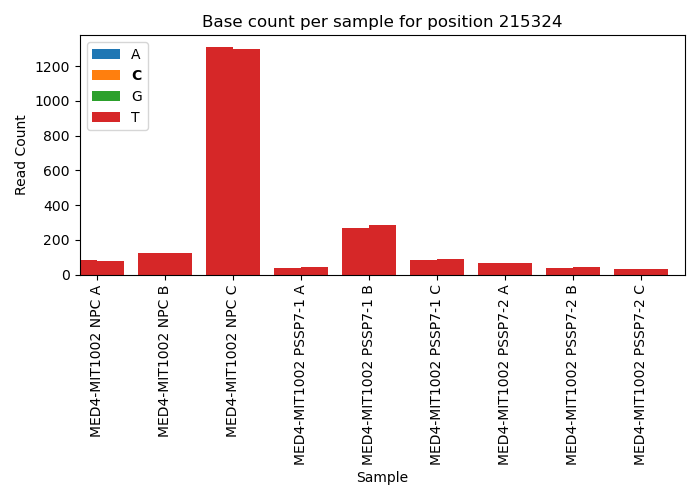 Base count per sample for position 215324
Read Count
1200
1000
800
600
400
200
0
A
C
G
T
MED4-MIT1002 NPC A
MED4-MIT1002 NPC B
MED4-MIT1002 NPC C
MED4-MIT1002 PSSP7-1 A
MED4-MIT1002 PSSP7-1 B
MED4-MIT1002 PSSP7-1 C
MED4-MIT1002 PSSP7-2 A
MED4-MIT1002 PSSP7-2 B
MED4-MIT1002 PSSP7-2 C
Sample